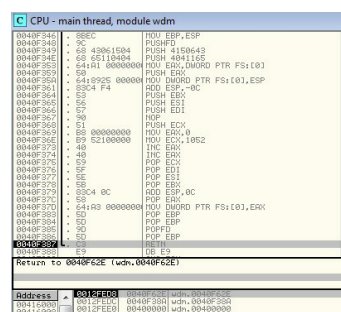 C CPU - main thread, module wdm
0040F346 . 8BEC MOV EBP,ESP
0040F348 . 9C PUSHFD
0040F349 . 68 43061504 PUSH 4150643
0040F34E . 68 65110404 PUSH 4041165
0040F353 . 64:A1 00000000 MOV EAX,DWORD PTR FS:[0]
0040F359 . 50 PUSH EAX
0040F35A . 64:8925 000000 MOV DWORD PTR FS:[0],ESP
0040F361 . 83C4 F4 ADD ESP,-0C
0040F364 . 53 PUSH EBX
0040F365 . 56 PUSH ESI
0040F366 . 57 PUSH EDI
0040F367 . 90 NOP
0040F368 . 51 PUSH ECX
0040F369 . B8 00000000 MOV EAX,0
0040F36E . B9 52100000 MOV ECX,1052
0040F373 . 40 INC EAX
0040F374 . 40 INC EAX
0040F375 . 59 POP ECX
0040F376 . 5F POP EDI
0040F377 . 5E POP ESI
0040F378 . 5B POP EBX
0040F379 . 83C4 0C ADD ESP,0C
0040F37C . 58 POP EAX
0040F37D . 64:A3 00000000 MOV DWORD PTR FS:[0],EAX
0040F383 . 5D POP EBP
0040F384 . 5D POP EBP
0040F385 . 9D POPFD
0040F386 . 5D POP EBP
0040F387 . C3 RETN
0040F388 E9 DB E9
Return to 0040F62E (wdm.0040F62E)
Address
00416000
0012FED8 0040F62E wdm.0040F62E
0012FEDC 0040F38A wdm.0040F38A
0012FEE0 00400000 wdm.00400000